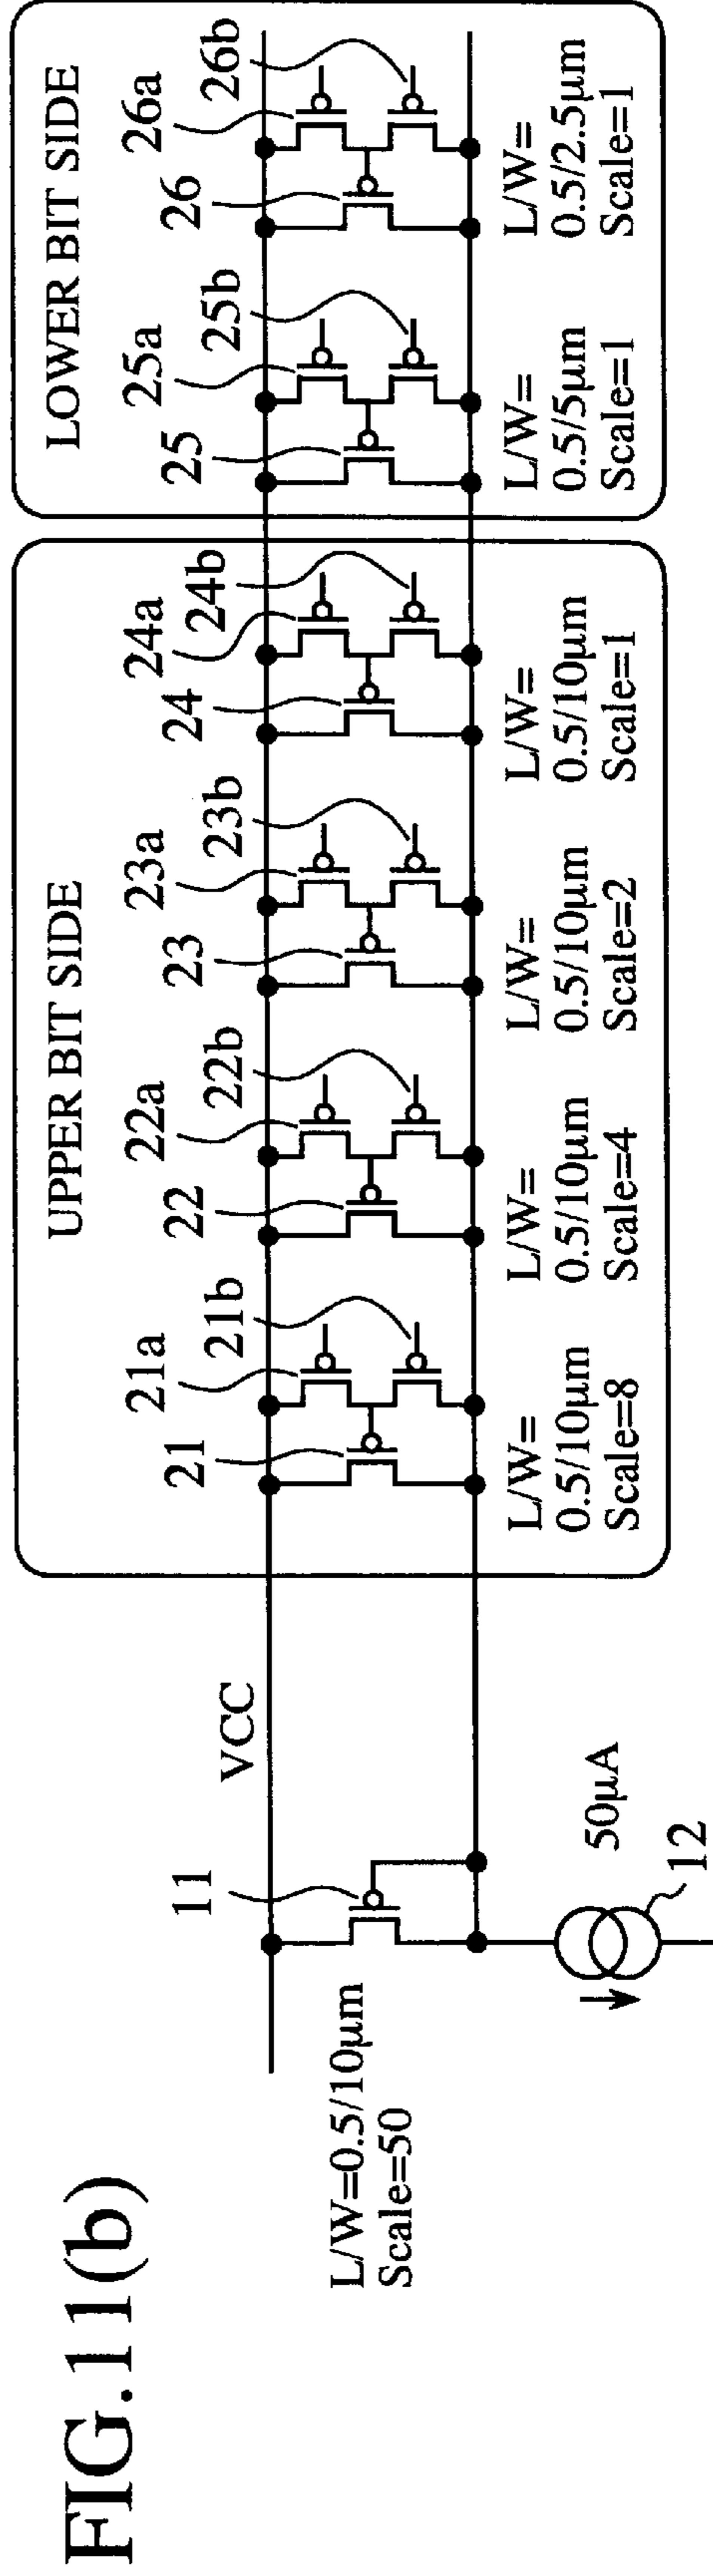 FIG.11(b)
UPPER BIT SIDE
LOWER BIT SIDE
VCC
11
L/W=0.5/10μm
Scale=50
50μA
12
21
21a
21b
22
22a
22b
23
23a
23b
24
24a
24b
25
25a
25b
26
26a
26b
L/W=
0.5/10μm
Scale=8
L/W=
0.5/10μm
Scale=4
L/W=
0.5/10μm
Scale=2
L/W=
0.5/10μm
Scale=1
L/W=
0.5/5μm
Scale=1
L/W=
0.5/2.5μm
Scale=1